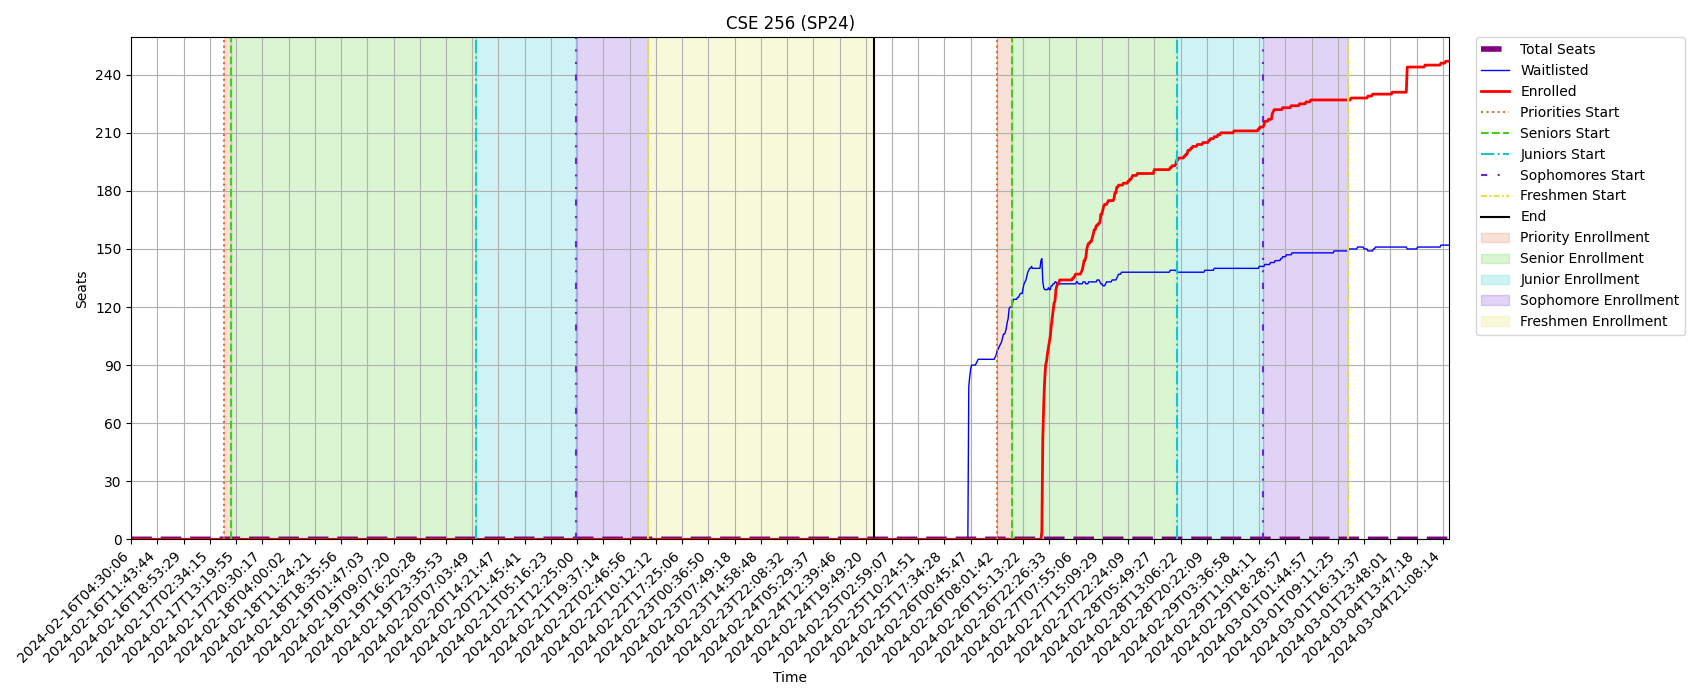 CSE 256 (SP24)
Seats
240
210
180
150
120
90
60
30
0
2024-02-16T04:30:06
2024-02-16T11:43:44
2024-02-16T18:53:29
2024-02-17T02:34:15
2024-02-17T13:19:55
2024-02-17T20:30:17
2024-02-18T04:00:02
2024-02-18T11:24:21
2024-02-18T18:35:56
2024-02-19T01:47:03
2024-02-19T09:07:20
2024-02-19T16:20:28
2024-02-19T23:35:53
2024-02-20T07:03:49
2024-02-20T14:21:47
2024-02-20T21:45:41
2024-02-21T05:16:23
2024-02-21T12:25:00
2024-02-21T19:37:14
2024-02-22T02:46:56
2024-02-22T10:12:12
2024-02-22T17:25:06
2024-02-23T00:36:50
2024-02-23T07:49:18
2024-02-23T14:58:48
2024-02-23T22:08:32
2024-02-24T05:29:37
2024-02-24T12:39:46
2024-02-24T19:49:20
2024-02-25T02:59:07
2024-02-25T10:24:51
2024-02-25T17:34:28
2024-02-26T00:45:47
2024-02-26T08:01:42
2024-02-26T15:13:22
2024-02-26T22:26:33
2024-02-27T07:55:06
2024-02-27T15:09:29
2024-02-27T22:24:09
2024-02-28T05:49:27
2024-02-28T13:06:22
2024-02-28T20:22:09
2024-02-29T03:36:58
2024-02-29T11:04:11
2024-02-29T18:28:57
2024-03-01T01:44:57
2024-03-01T09:11:25
2024-03-01T16:31:37
2024-03-01T23:48:01
2024-03-04T13:47:18
2024-03-04T21:08:14
Time
Total Seats
Waitlisted
Enrolled
Priorities Start
Seniors Start
Juniors Start
Sophomores Start
Freshmen Start
End
Priority Enrollment
Senior Enrollment
Junior Enrollment
Sophomore Enrollment
Freshmen Enrollment